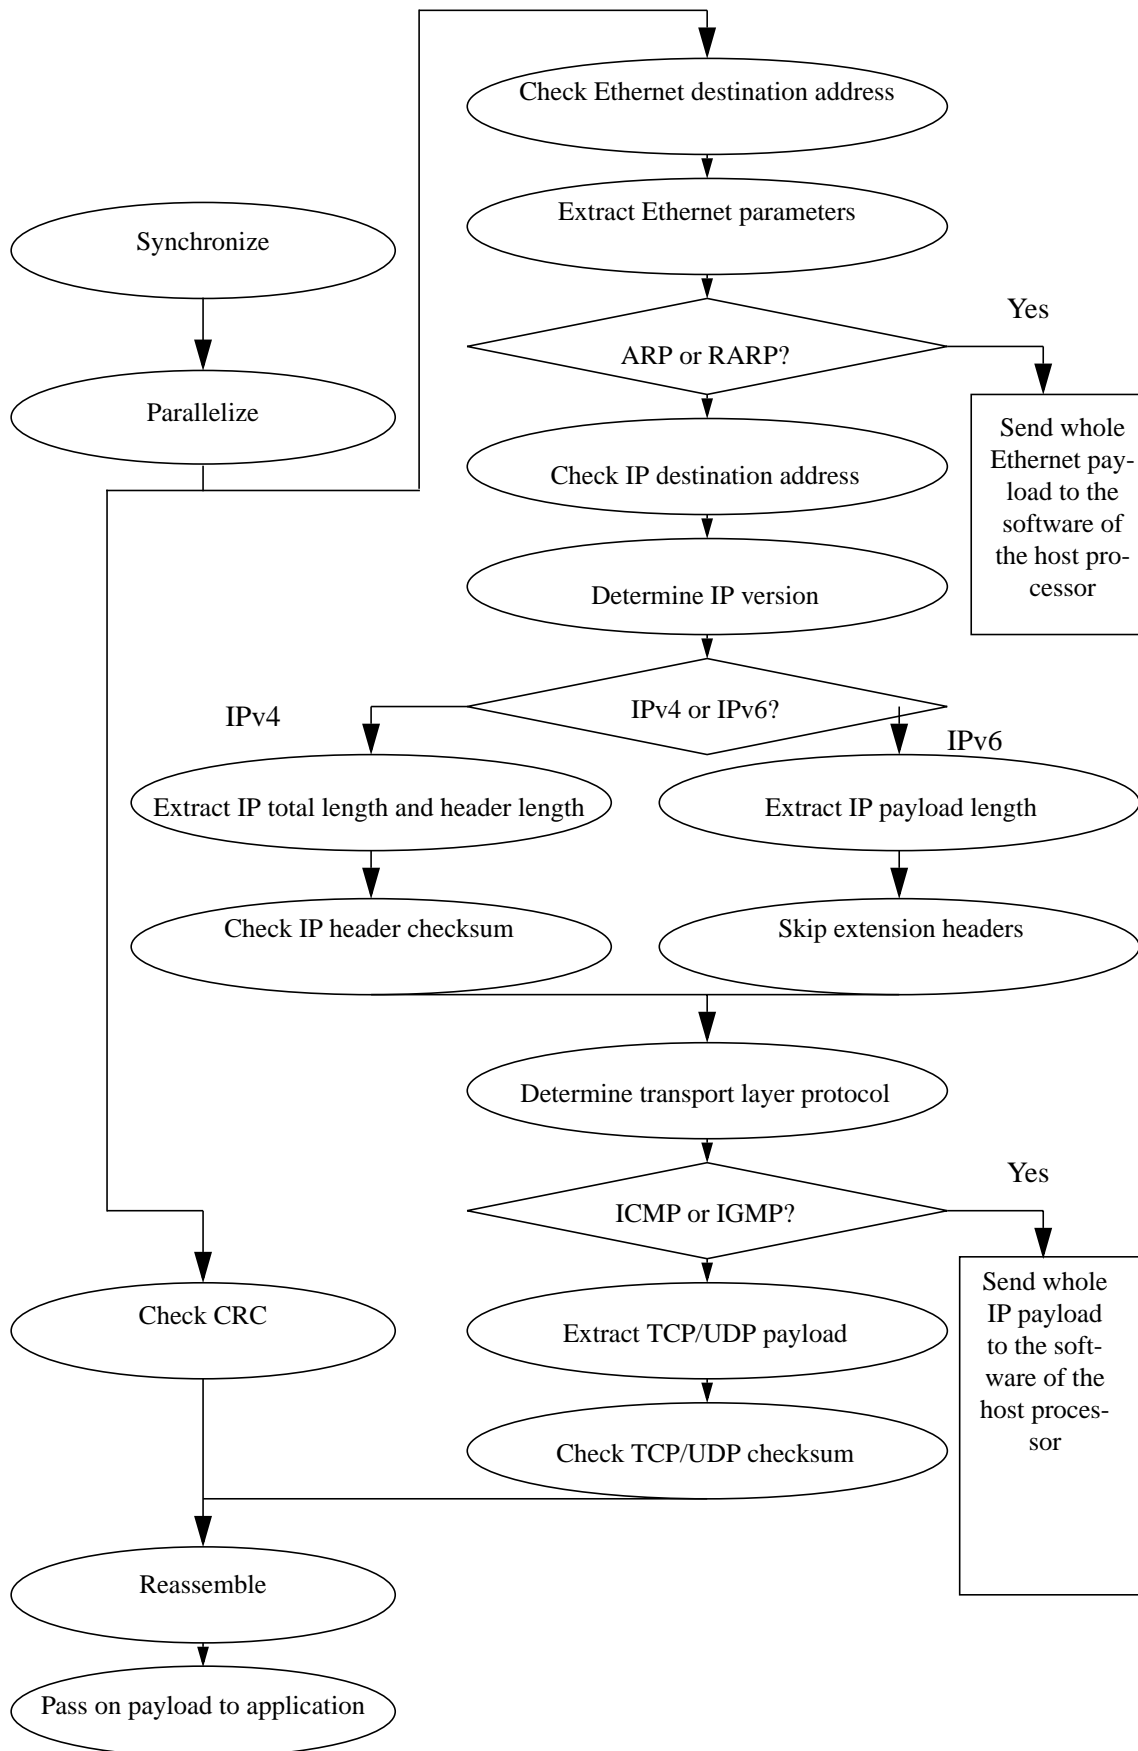 Check Ethernet destination address
Extract Ethernet parameters
Synchronize
Yes
ARP or RARP?
Parallelize
Send whole
Ethernet pay-
load to the
software of
the host pro-
cessor
Check IP destination address
Determine IP version
IPv4
IPv4 or IPv6?
IPv6
Extract IP total length and header length
Extract IP payload length
Check IP header checksum
Skip extension headers
Determine transport layer protocol
Yes
ICMP or IGMP?
Send whole
IP payload
to the soft-
ware of the
host proces-
sor
Check CRC
Extract TCP/UDP payload
Check TCP/UDP checksum
Reassemble
Pass on payload to application